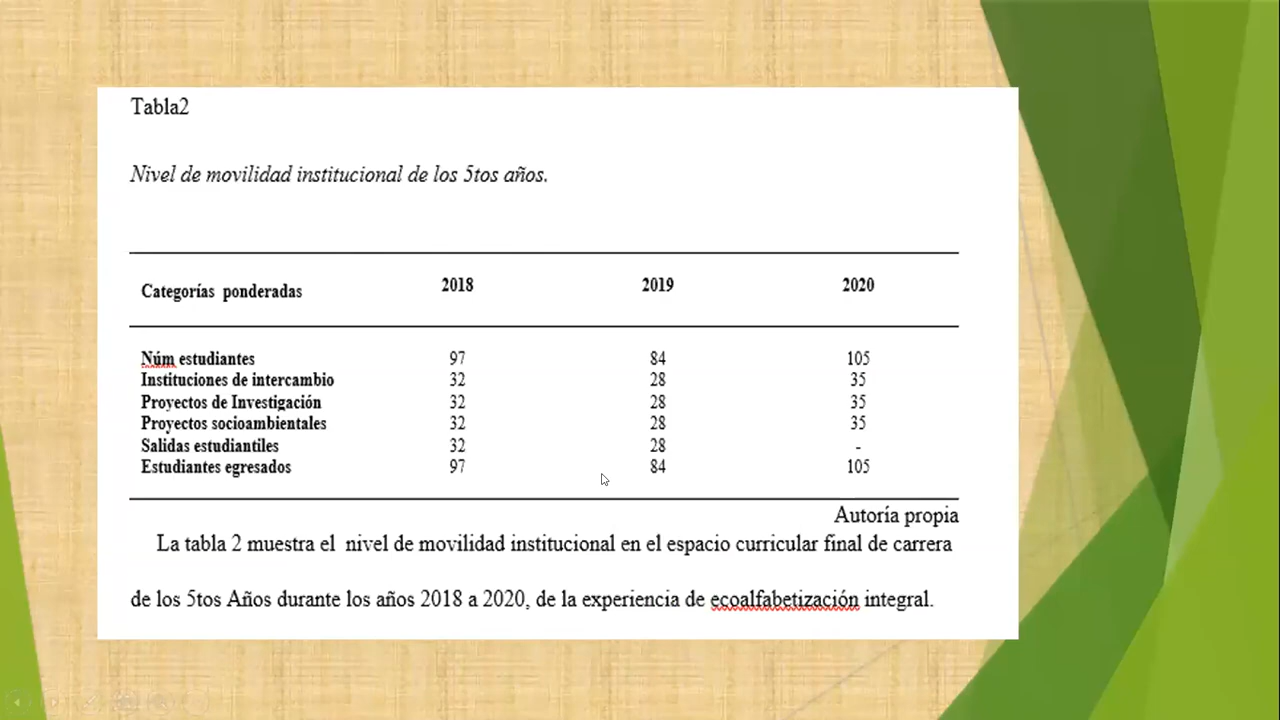 Tabla2
Nivel de movilidad institucional de los 5tos años.
Categorías ponderadas 2018 2019 2020
Núm estudiantes 97 84 105
Instituciones de intercambio 32 28 35
Proyectos de Investigación 32 28 35
Proyectos socioambientales 32 28 35
Salidas estudiantiles 32 28 -
Estudiantes egresados 97 84 105
Autoría propia
La tabla 2 muestra el nivel de movilidad institucional en el espacio curricular final de carrera
de los 5tos Años durante los años 2018 a 2020, de la experiencia de ecoalfabetización integral.